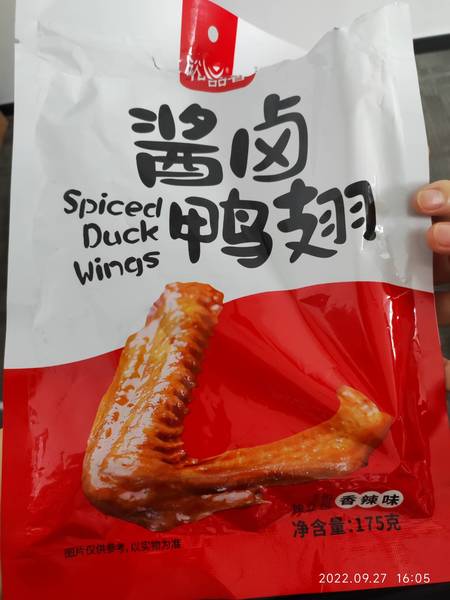 酱卤
Spiced
Duck
Wings
鸭翅
香辣味
净含量:175克
图片仅供参考,以实物为准
2022.09.27 16:05